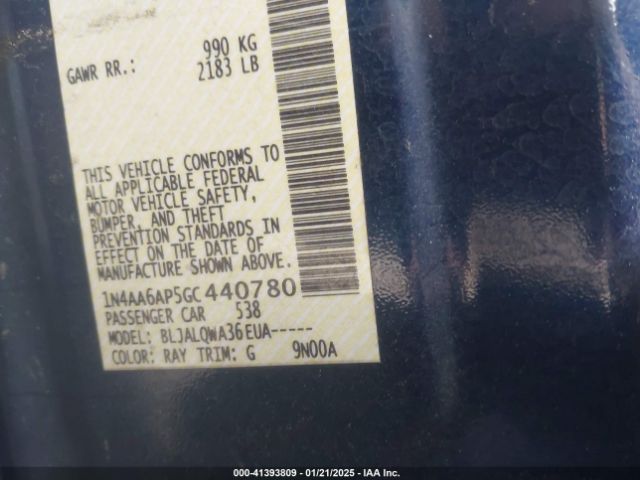 990 KG
GAWR RR.: 2183 LB
THIS VEHICLE CONFORMS TO
ALL APPLICABLE FEDERAL
MOTOR VEHICLE SAFETY,
BUMPER, AND THEFT
PREVENTION STANDARDS IN
EFFECT ON THE DATE OF
MANUFACTURE SHOWN ABOVE.
1N4AA6AP5GC440780
PASSENGER CAR 538
MODEL: BLJALQWA36EUA-----
COLOR: RAY TRIM: G 9N00A
000-41393809 - 01/21/2025 - IAA Inc.